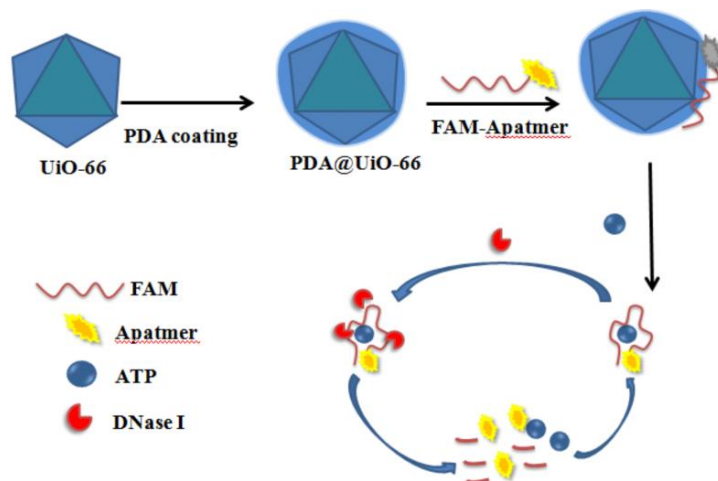 UiO-66
PDA coating
PDA@UiO-66
FAM-Apatmer
FAM
Apatmer
ATP
DNase I